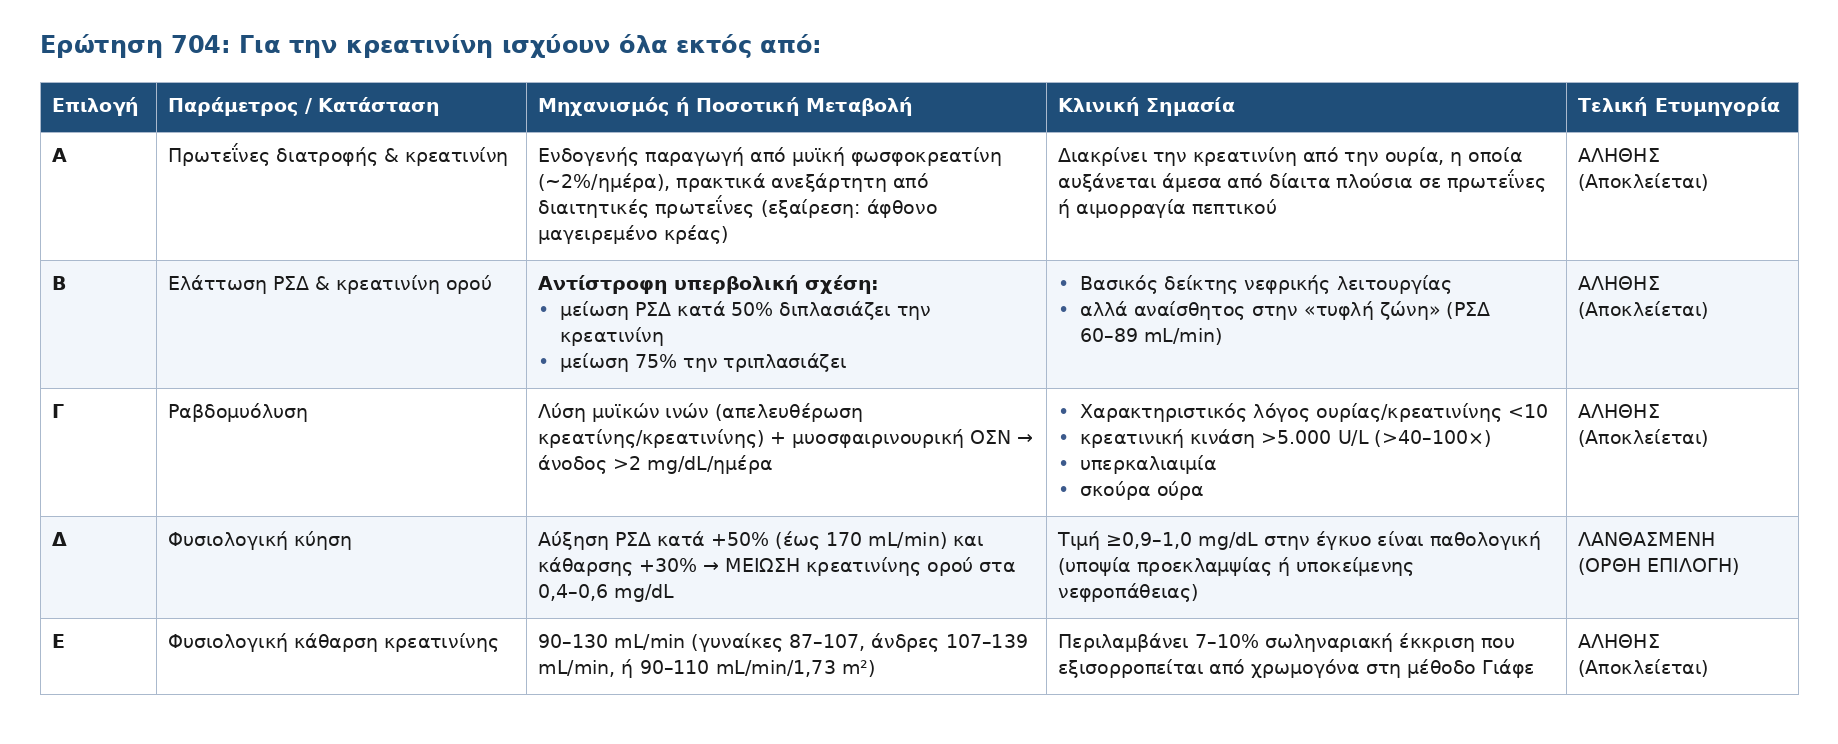 Ερώτηση 704: Για την κρεατινίνη ισχύουν όλα εκτός από:
Επιλογή
Παράμετρος / Κατάσταση
Μηχανισμός ή Ποσοτική Μεταβολή
Κλινική Σημασία
Τελική Ετυμηγορία
Α
Πρωτεΐνες διατροφής & κρεατινίνη
Ενδογενής παραγωγή από μυϊκή φωσφοκρεατίνη
(~2%/ημέρα), πρακτικά ανεξάρτητη από
διαιτητικές πρωτεΐνες (εξαίρεση: άφθονο
μαγειρεμένο κρέας)
Διακρίνει την κρεατινίνη από την ουρία, η οποία
αυξάνεται άμεσα από δίαιτα πλούσια σε πρωτεΐνες
ή αιμορραγία πεπτικού
ΑΛΗΘΗΣ
(Αποκλείεται)
Β
Ελάττωση ΡΣΔ & κρεατινίνη ορού
Αντίστροφη υπερβολική σχέση:
• μείωση ΡΣΔ κατά 50% διπλασιάζει την
κρεατινίνη
• μείωση 75% την τριπλασιάζει
• Βασικός δείκτης νεφρικής λειτουργίας
• αλλά αναίσθητος στην «τυφλή ζώνη» (ΡΣΔ
60–89 mL/min)
ΑΛΗΘΗΣ
(Αποκλείεται)
Γ
Ραβδομυόλυση
Λύση μυϊκών ινών (απελευθέρωση
κρεατίνης/κρεατινίνης) + μυοσφαιρινουρική ΟΣΝ →
άνοδος >2 mg/dL/ημέρα
• Χαρακτηριστικός λόγος ουρίας/κρεατινίνης <10
• κρεατινική κινάση >5.000 U/L (>40–100×)
• υπερκαλιαιμία
• σκούρα ούρα
ΑΛΗΘΗΣ
(Αποκλείεται)
Δ
Φυσιολογική κύηση
Αύξηση ΡΣΔ κατά +50% (έως 170 mL/min) και
κάθαρσης +30% → ΜΕΙΩΣΗ κρεατινίνης ορού στα
0,4–0,6 mg/dL
Τιμή ≥0,9–1,0 mg/dL στην έγκυο είναι παθολογική
(υποψία προεκλαμψίας ή υποκείμενης
νεφροπάθειας)
ΛΑΝΘΑΣΜΕΝΗ
(ΟΡΘΗ ΕΠΙΛΟΓΗ)
Ε
Φυσιολογική κάθαρση κρεατινίνης
90–130 mL/min (γυναίκες 87–107, άνδρες 107–139
mL/min, ή 90–110 mL/min/1,73 m²)
Περιλαμβάνει 7–10% σωληναριακή έκκριση που
εξισορροπείται από χρωμογόνα στη μέθοδο Γιάφε
ΑΛΗΘΗΣ
(Αποκλείεται)